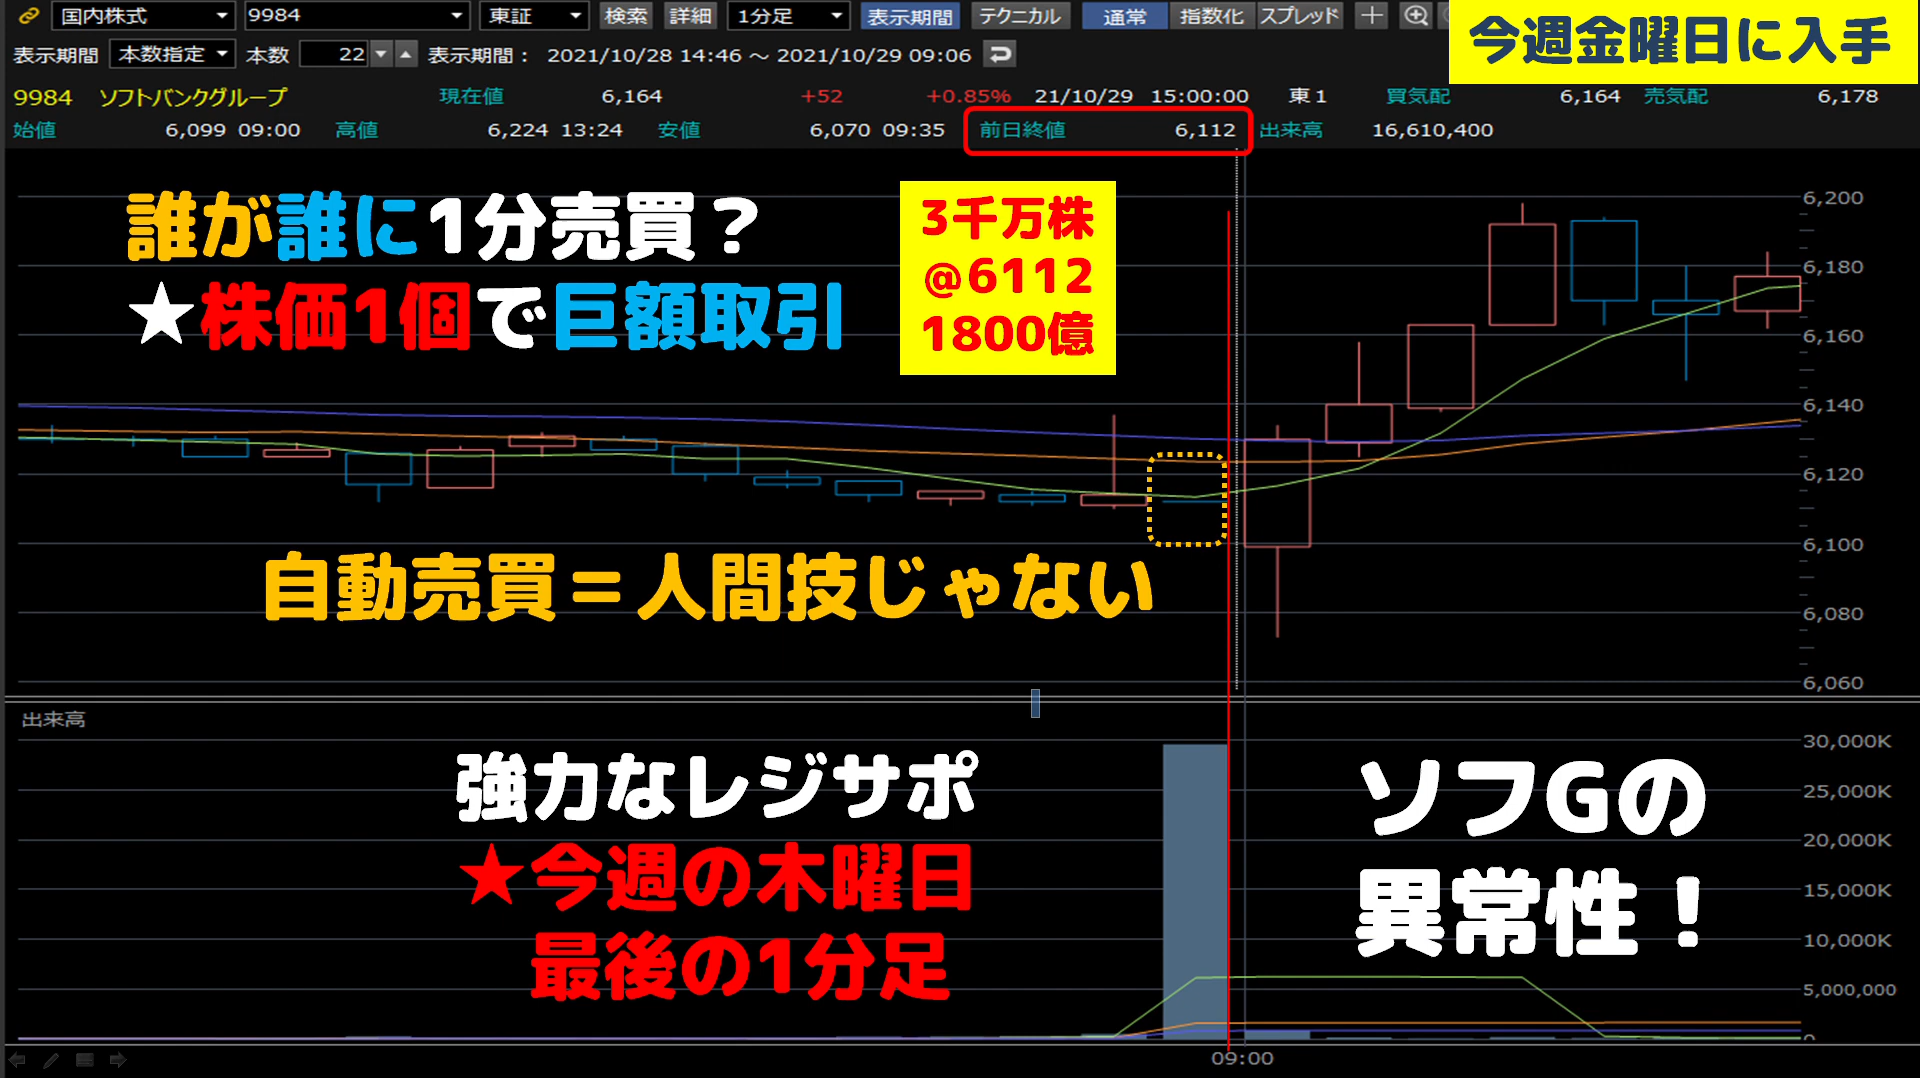 国内株式 9984 東証 検索 詳細 1分足 表示期間 テクニカル 通常 指数化 スプレッド
今週金曜日に入手
表示期間 本数指定 本数 22 表示期間： 2021/10/28 14:46 ～ 2021/10/29 09:06
9984 ソフトバンクグループ 現在値 6,164 +52 +0.85% 21/10/29 15:00:00 東1 買気配 6,164 売気配 6,178
始値 6,099 09:00 高値 6,224 13:24 安値 6,070 09:35 前日終値 6,112 出来高 16,610,400
誰が誰に1分売買？
★株価1個で巨額取引
3千万株
@6112
1800億
6,200
6,180
6,160
6,140
6,120
6,100
6,080
6,060
自動売買＝人間技じゃない
出来高
強力なレジサポ
★今週の木曜日
最後の1分足
ソフGの
異常性！
30,000K
25,000K
20,000K
15,000K
10,000K
5,000,000
0
09:00